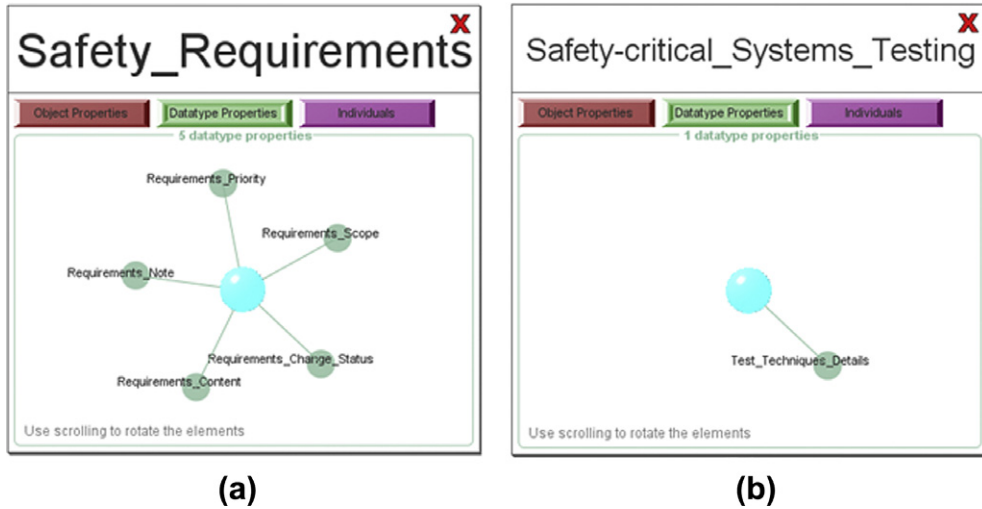 X
Safety_Requirements
Object Properties
Datatype Properties
Individuals
5 datatype properties
Requirements_Priority
Requirements_Scope
Requirements_Note
Requirements_Change_Status
Requirements_Content
Use scrolling to rotate the elements
(a)
X
Safety-critical_Systems_Testing
Object Properties
Datatype Properties
Individuals
1 datatype properties
Test_Techniques_Details
Use scrolling to rotate the elements
(b)